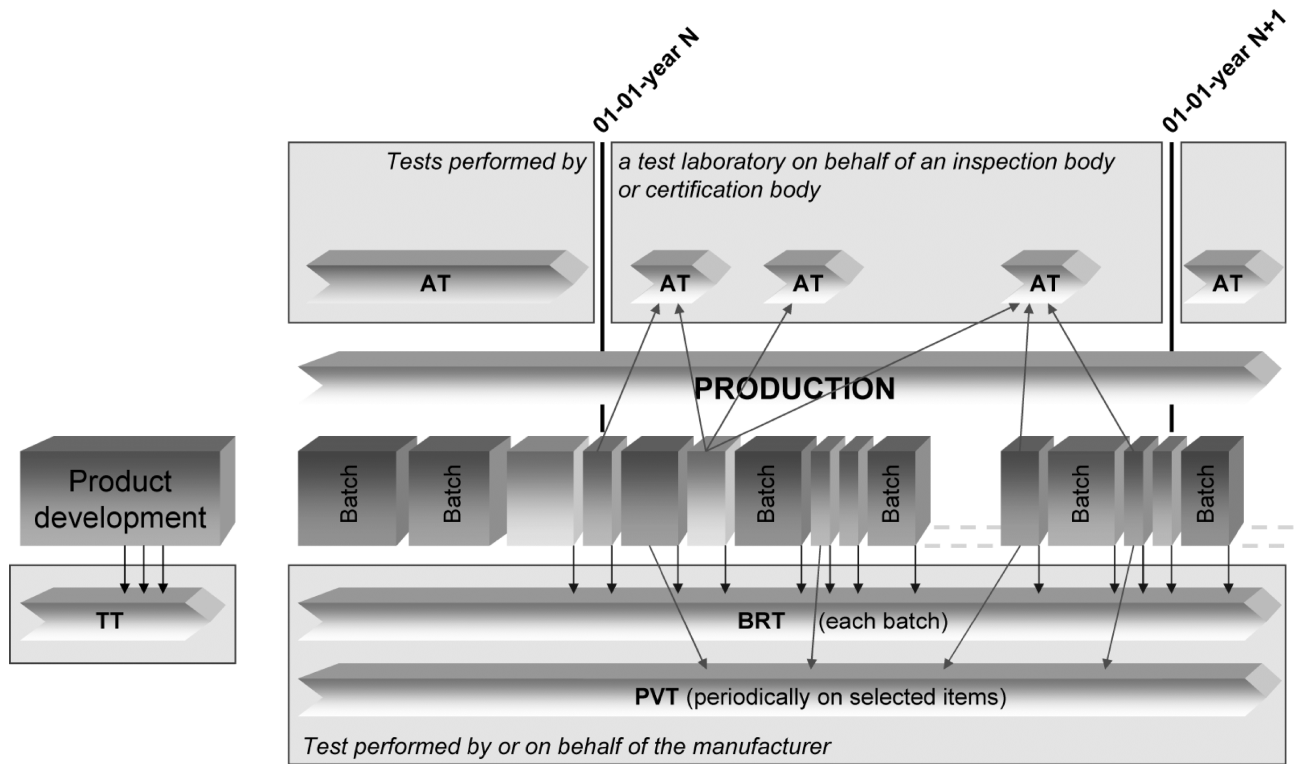 01-01-year N
01-01-year N+1
Tests performed by
a test laboratory on behalf of an inspection body
or certification body
AT
AT
AT
AT
AT
PRODUCTION
Product
development
Batch
Batch
Batch
Batch
Batch
Batch
TT
BRT (each batch)
PVT (periodically on selected items)
Test performed by or on behalf of the manufacturer